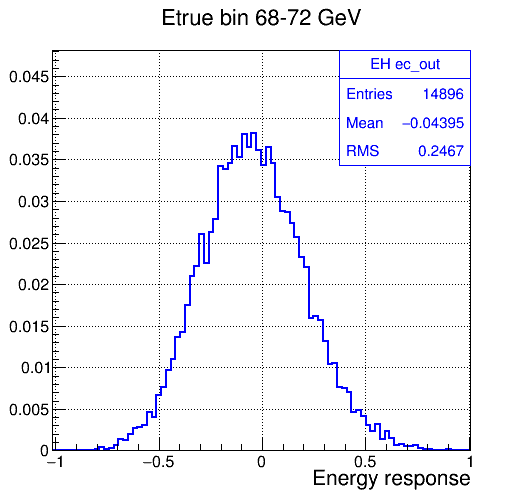 Etrue bin 68-72 GeV
EH ec_out
Entries 14896
Mean −0.04395
RMS 0.2467
0.045
0.04
0.035
0.03
0.025
0.02
0.015
0.01
0.005
0
−1 −0.5 0 0.5 1
Energy response